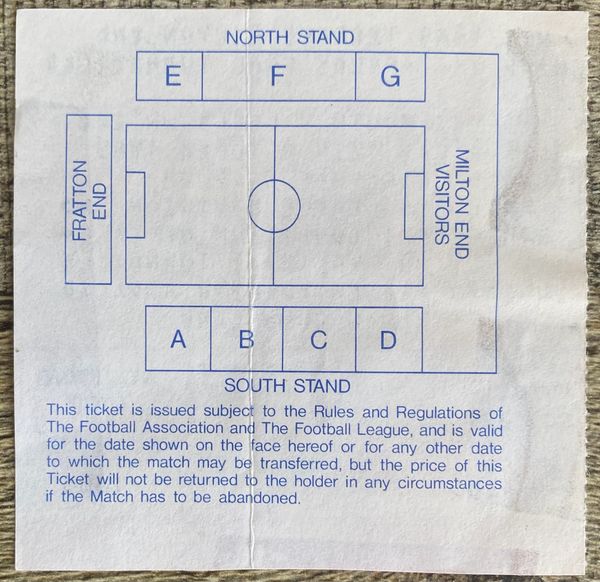 NORTH STAND
E F G
FRATTON
END
MILTON END
VISITORS
A B C D
SOUTH STAND
This ticket is issued subject to the Rules and Regulations of
The Football Association and The Football League, and is valid
for the date shown on the face hereof or for any other date
to which the match may be transferred, but the price of this
Ticket will not be returned to the holder in any circumstances
if the Match has to be abandoned.